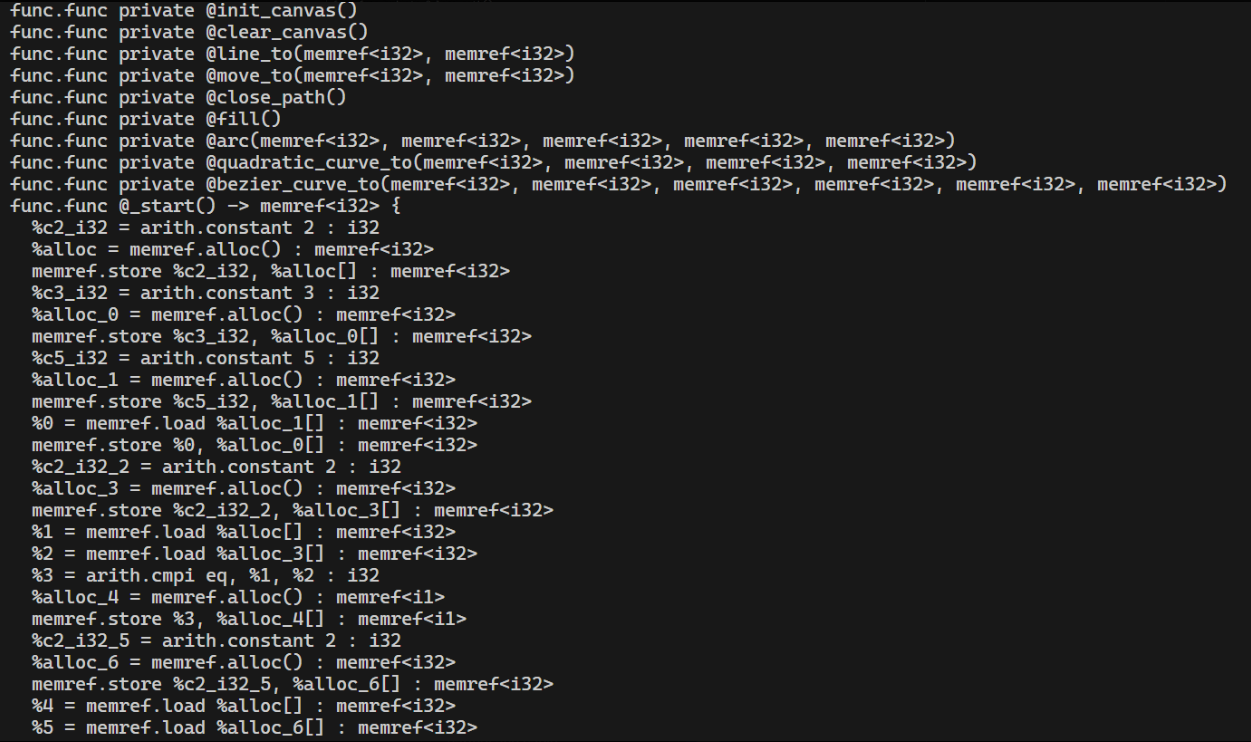 func.func private @init_canvas()
func.func private @clear_canvas()
func.func private @line_to(memref<i32>, memref<i32>)
func.func private @move_to(memref<i32>, memref<i32>)
func.func private @close_path()
func.func private @fill()
func.func private @arc(memref<i32>, memref<i32>, memref<i32>, memref<i32>, memref<i32>)
func.func private @quadratic_curve_to(memref<i32>, memref<i32>, memref<i32>, memref<i32>)
func.func private @bezier_curve_to(memref<i32>, memref<i32>, memref<i32>, memref<i32>, memref<i32>, memref<i32>)
func.func @_start() -> memref<i32> {
  %c2_i32 = arith.constant 2 : i32
  %alloc = memref.alloc() : memref<i32>
  memref.store %c2_i32, %alloc[] : memref<i32>
  %c3_i32 = arith.constant 3 : i32
  %alloc_0 = memref.alloc() : memref<i32>
  memref.store %c3_i32, %alloc_0[] : memref<i32>
  %c5_i32 = arith.constant 5 : i32
  %alloc_1 = memref.alloc() : memref<i32>
  memref.store %c5_i32, %alloc_1[] : memref<i32>
  %0 = memref.load %alloc_1[] : memref<i32>
  memref.store %0, %alloc_0[] : memref<i32>
  %c2_i32_2 = arith.constant 2 : i32
  %alloc_3 = memref.alloc() : memref<i32>
  memref.store %c2_i32_2, %alloc_3[] : memref<i32>
  %1 = memref.load %alloc[] : memref<i32>
  %2 = memref.load %alloc_3[] : memref<i32>
  %3 = arith.cmpi eq, %1, %2 : i32
  %alloc_4 = memref.alloc() : memref<i1>
  memref.store %3, %alloc_4[] : memref<i1>
  %c2_i32_5 = arith.constant 2 : i32
  %alloc_6 = memref.alloc() : memref<i32>
  memref.store %c2_i32_5, %alloc_6[] : memref<i32>
  %4 = memref.load %alloc[] : memref<i32>
  %5 = memref.load %alloc_6[] : memref<i32>